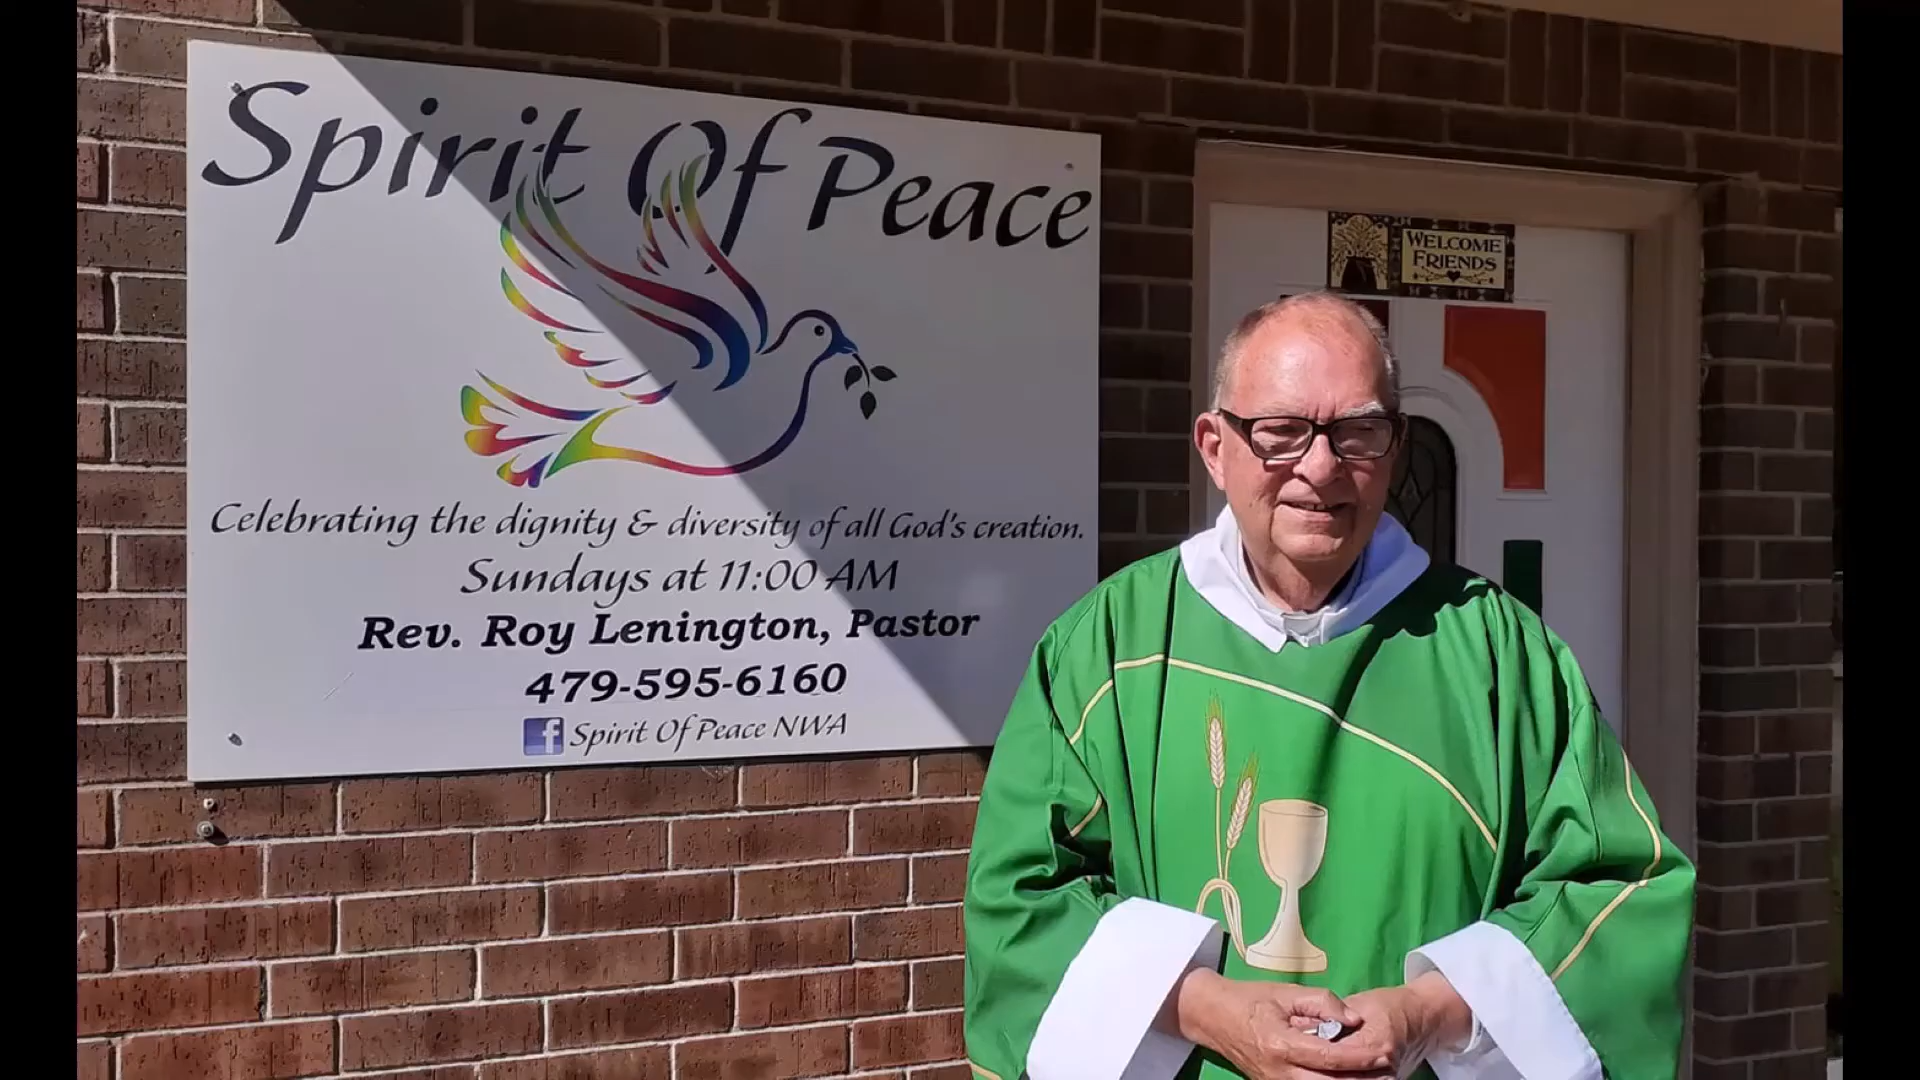 Spirit Of Peace
WELCOME
FRIENDS
Celebrating the dignity & diversity of all God's creation.
Sundays at 11:00 AM
Rev. Roy Lenington, Pastor
479-595-6160
f Spirit Of Peace NWA